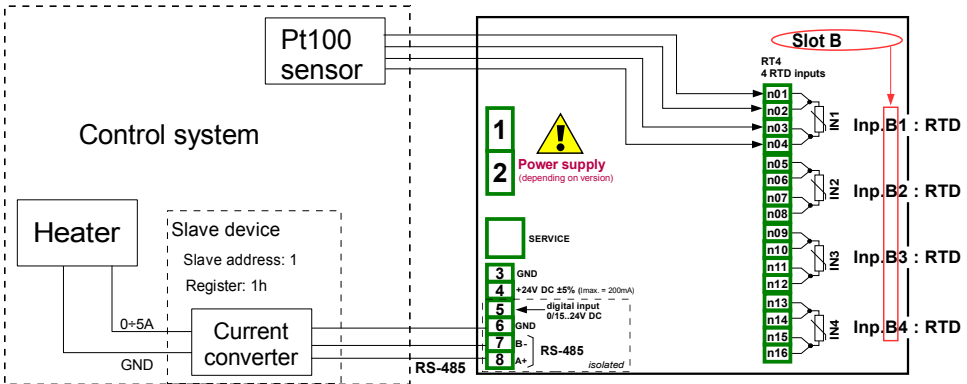 Control system
Pt100
sensor
Heater
Slave device
Slave address: 1
Register: 1h
0÷5A
GND
Current
converter
RS-485
1
2
Power supply
(depending on version)
SERVICE
3 GND
4 +24V DC ±5% (Imax. = 200mA)
5 digital input
0/15..24V DC
6 GND
7 B-
8 A+
RS-485
isolated
Slot B
RT4
4 RTD inputs
n01
n02
n03
n04
IN1
Inp.B1 : RTD
n05
n06
n07
n08
IN2
Inp.B2 : RTD
n09
n10
n11
n12
IN3
Inp.B3 : RTD
n13
n14
n15
n16
IN4
Inp.B4 : RTD